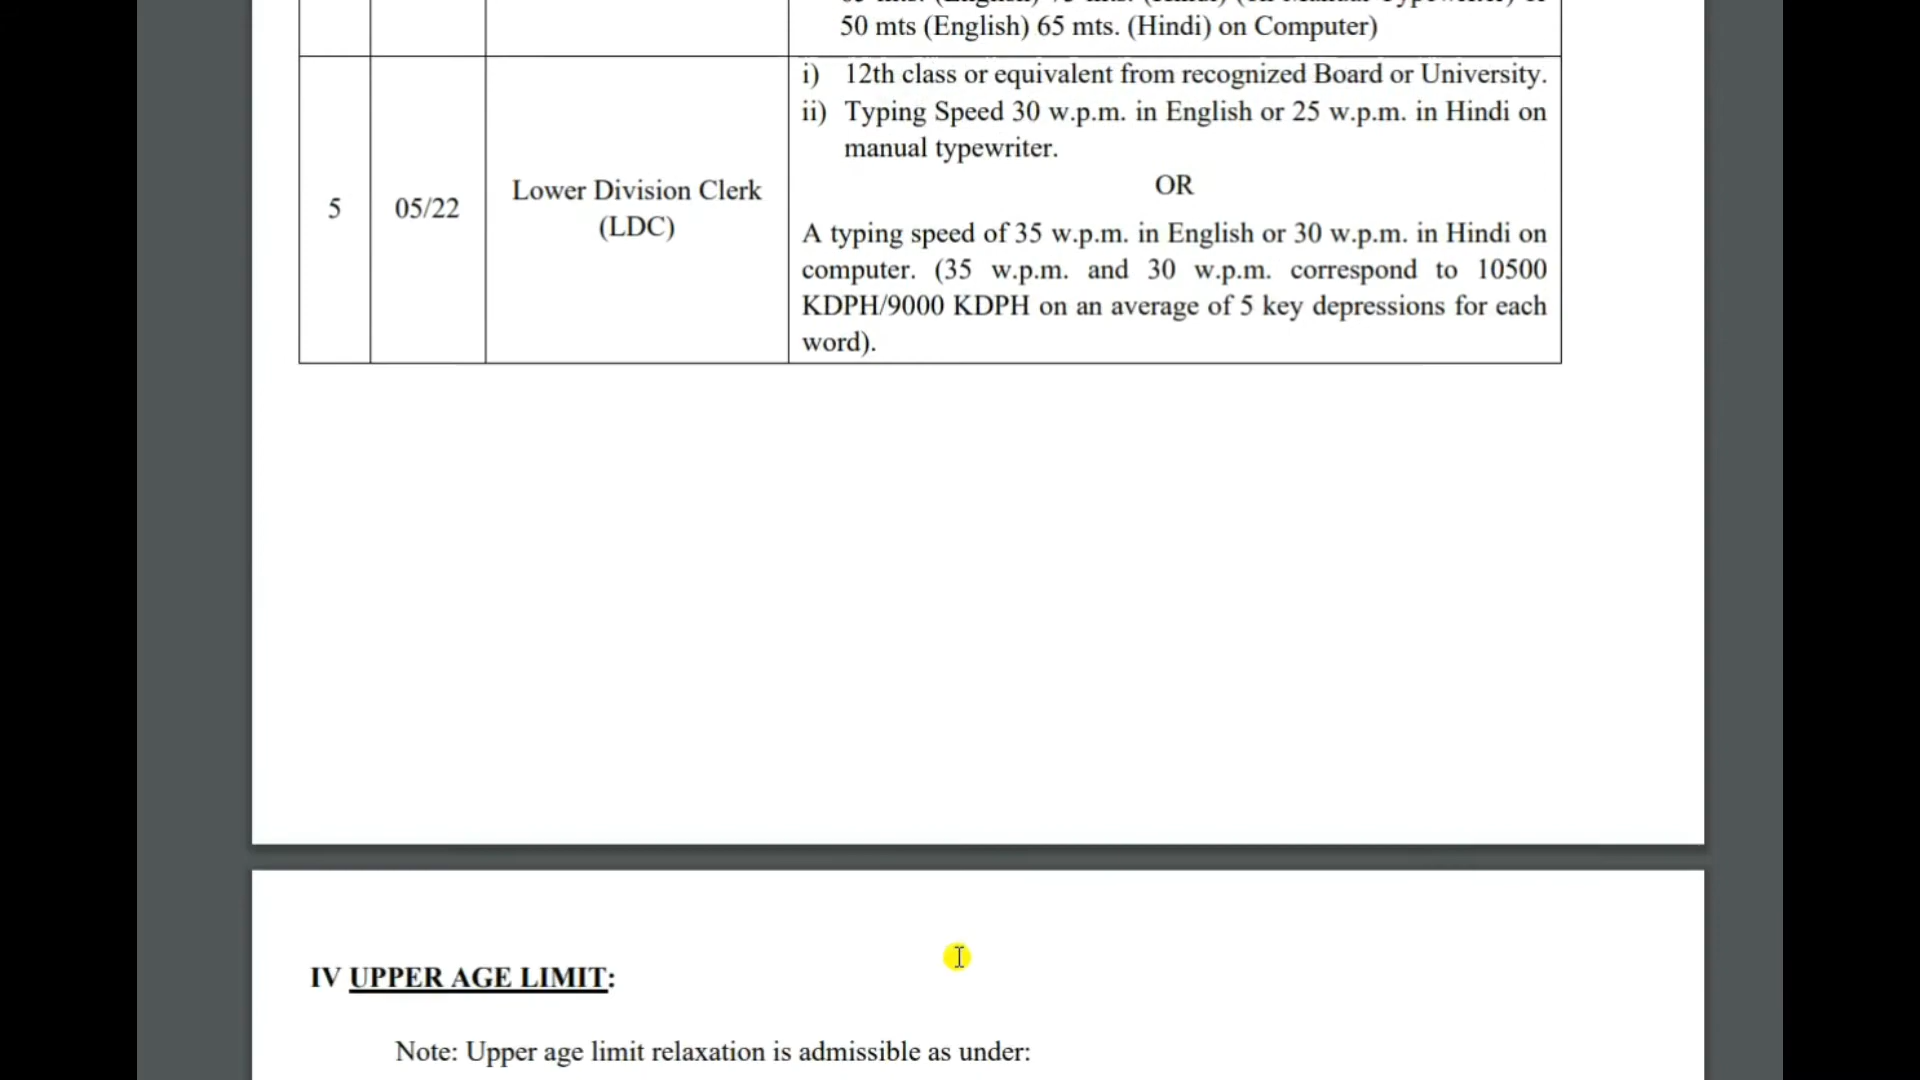 50 mts (English) 65 mts. (Hindi) on Computer)
i) 12th class or equivalent from recognized Board or University.
ii) Typing Speed 30 w.p.m. in English or 25 w.p.m. in Hindi on
manual typewriter.
OR
5 05/22 Lower Division Clerk
(LDC)
A typing speed of 35 w.p.m. in English or 30 w.p.m. in Hindi on
computer. (35 w.p.m. and 30 w.p.m. correspond to 10500
KDPH/9000 KDPH on an average of 5 key depressions for each
word).
IV UPPER AGE LIMIT:
Note: Upper age limit relaxation is admissible as under: